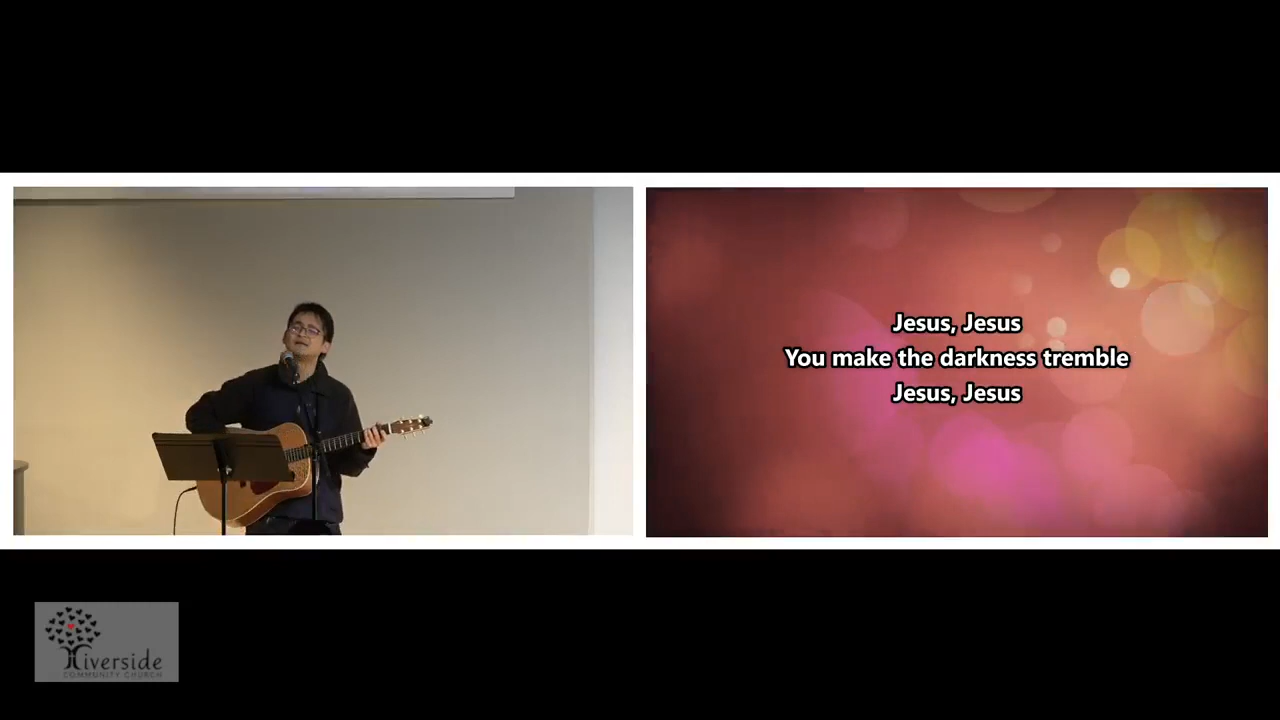 Jesus, Jesus
You make the darkness tremble
Jesus, Jesus
Riverside
COMMUNITY CHURCH